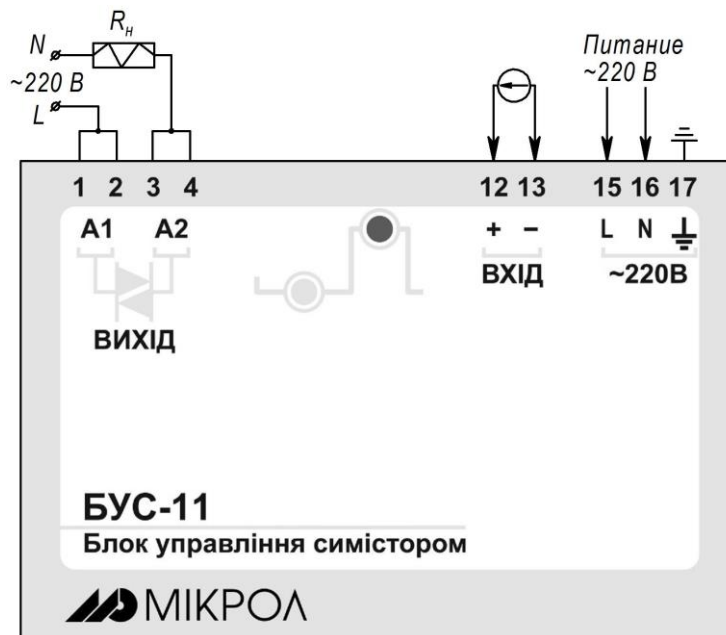 Rн
N
~220 В
L
Питание
~220 В
1 2 3 4 12 13 15 16 17
A1 A2 + − L N
ВХІД ~220В
ВИХІД
БУС-11
Блок управління симістором
МІКРОЛ